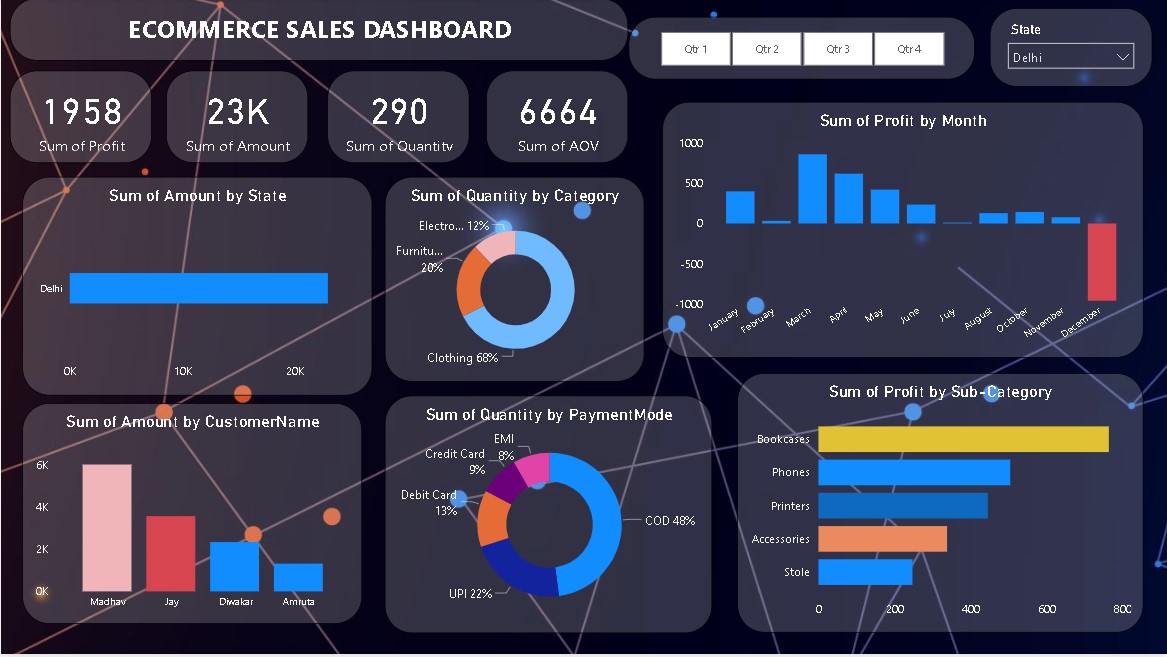 ECOMMERCE SALES DASHBOARD
Qtr 1
Qtr 2
Qtr 3
Qtr 4
State
Delhi
1958
Sum of Profit
23K
Sum of Amount
290
Sum of Quantity
6664
Sum of AOV
Sum of Profit by Month
1000
500
0
-500
-1000
January
February
March
April
May
June
July
August
October
November
December
Sum of Amount by State
Delhi
0K
10K
20K
Sum of Quantity by Category
Electro... 12%
Furnitu...
20%
Clothing 68%
Sum of Amount by CustomerName
6K
4K
2K
0K
Madhav
Jay
Diwakar
Amruta
Sum of Quantity by PaymentMode
EMI
8%
Credit Card
9%
Debit Card
13%
COD 48%
UPI 22%
Sum of Profit by Sub-Category
Bookcases
Phones
Printers
Accessories
Stole
0
200
400
600
800